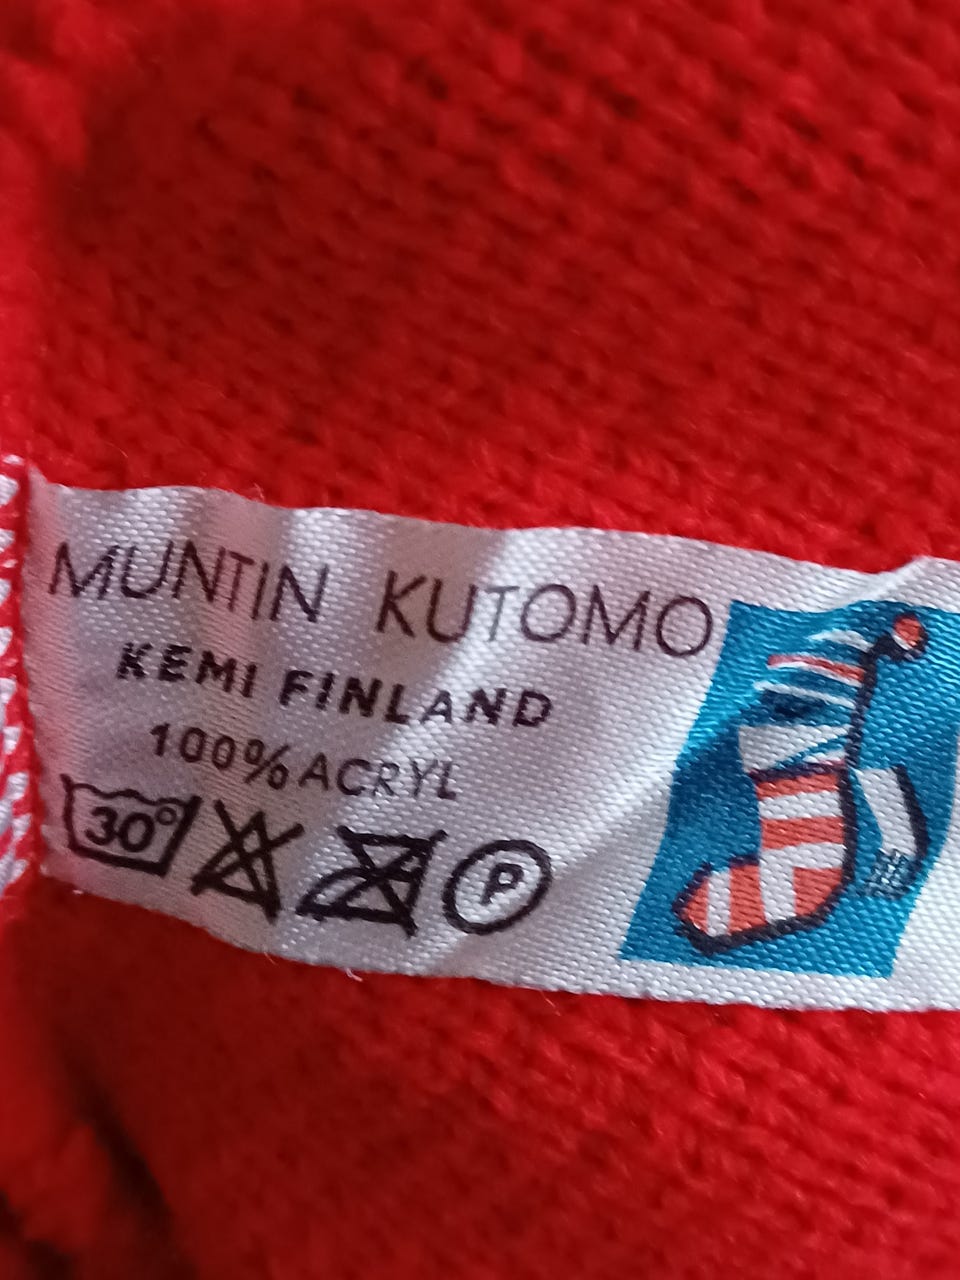 MUNTIN KUTOMO
KEMI FINLAND
100% ACRYL
30°
P